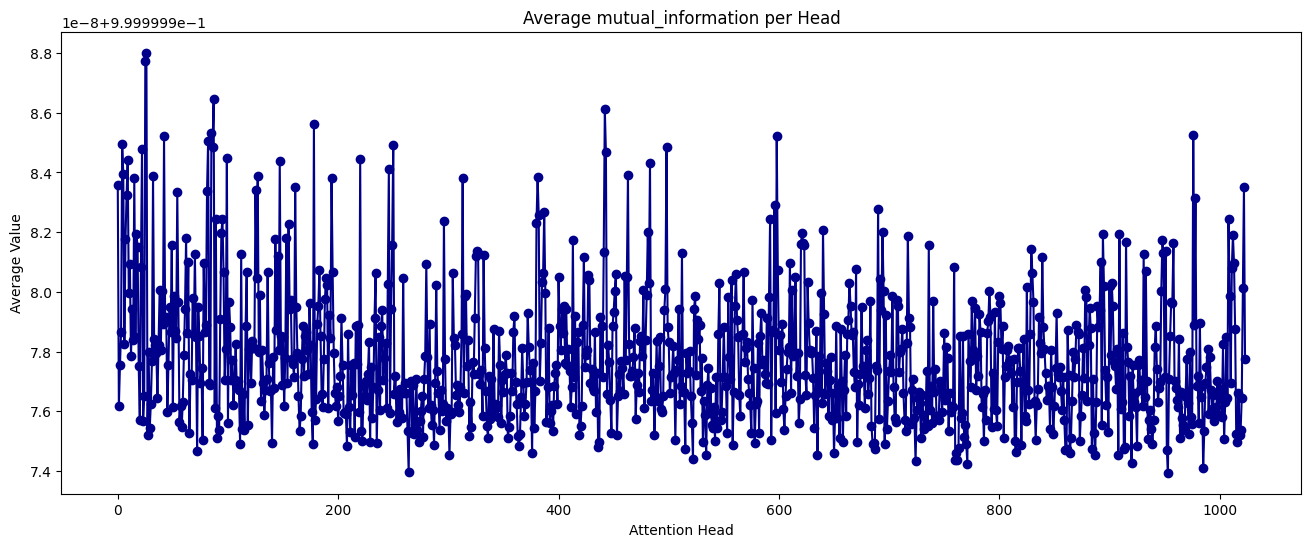 Average mutual_information per Head
1e−8+9.999999e−1
8.8
8.6
8.4
8.2
8.0
7.8
7.6
7.4
Average Value
0 200 400 600 800 1000
Attention Head